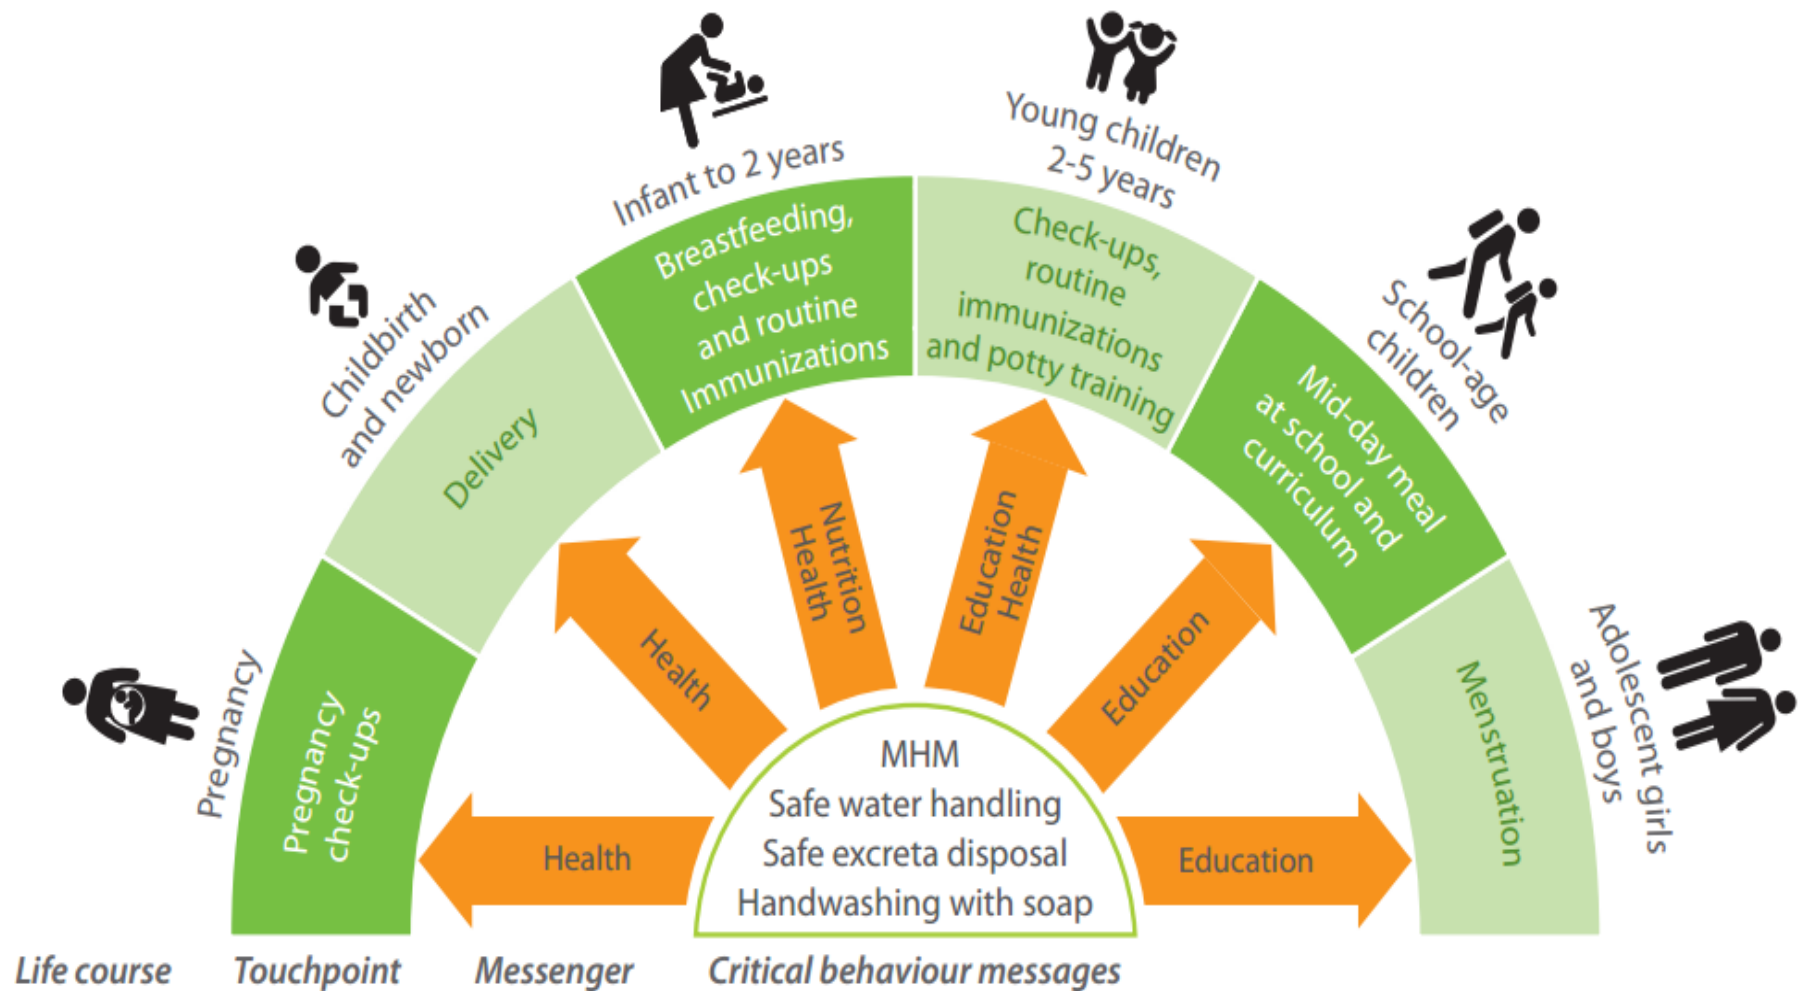 Pregnancy
Pregnancy
check-ups
Health
Childbirth
and newborn
Delivery
Health
Infant to 2 years
Breastfeeding,
check-ups
and routine
Immunizations
Nutrition
Health
Young children
2-5 years
Check-ups,
routine
immunizations
and potty training
Education
Health
School-age
children
Mid-day meal
at school and
curriculum
Education
Adolescent girls
and boys
Menstruation
Education
MHM
Safe water handling
Safe excreta disposal
Handwashing with soap
Life course
Touchpoint
Messenger
Critical behaviour messages